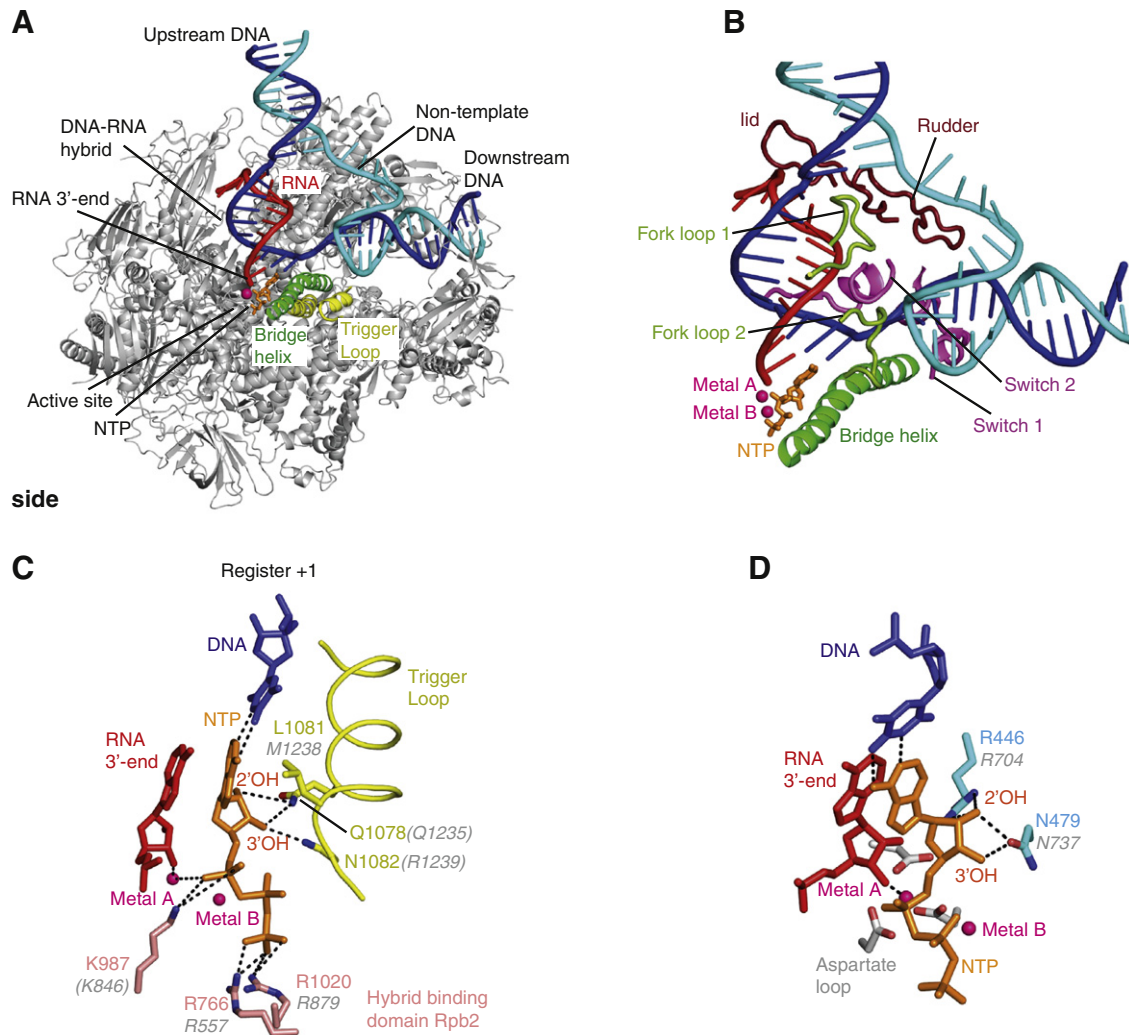 A
Upstream DNA
DNA-RNA
hybrid
Non-template
DNA
Downstream
DNA
RNA 3'-end
RNA
Bridge
helix
Trigger
Loop
Active site
NTP
side
B
lid
Rudder
Fork loop 1
Fork loop 2
Metal A
Metal B
NTP
Switch 2
Switch 1
Bridge helix
C
Register +1
DNA
Trigger
Loop
NTP
L1081
M1238
RNA
3'-end
2'OH
3'OH
Q1078(Q1235)
N1082(R1239)
Metal A
Metal B
K987
(K846)
R766
R557
R1020
R879
Hybrid binding
domain Rpb2
D
DNA
RNA
3'-end
R446
R704
2'OH
N479
N737
3'OH
Metal A
Metal B
Aspartate
loop
NTP